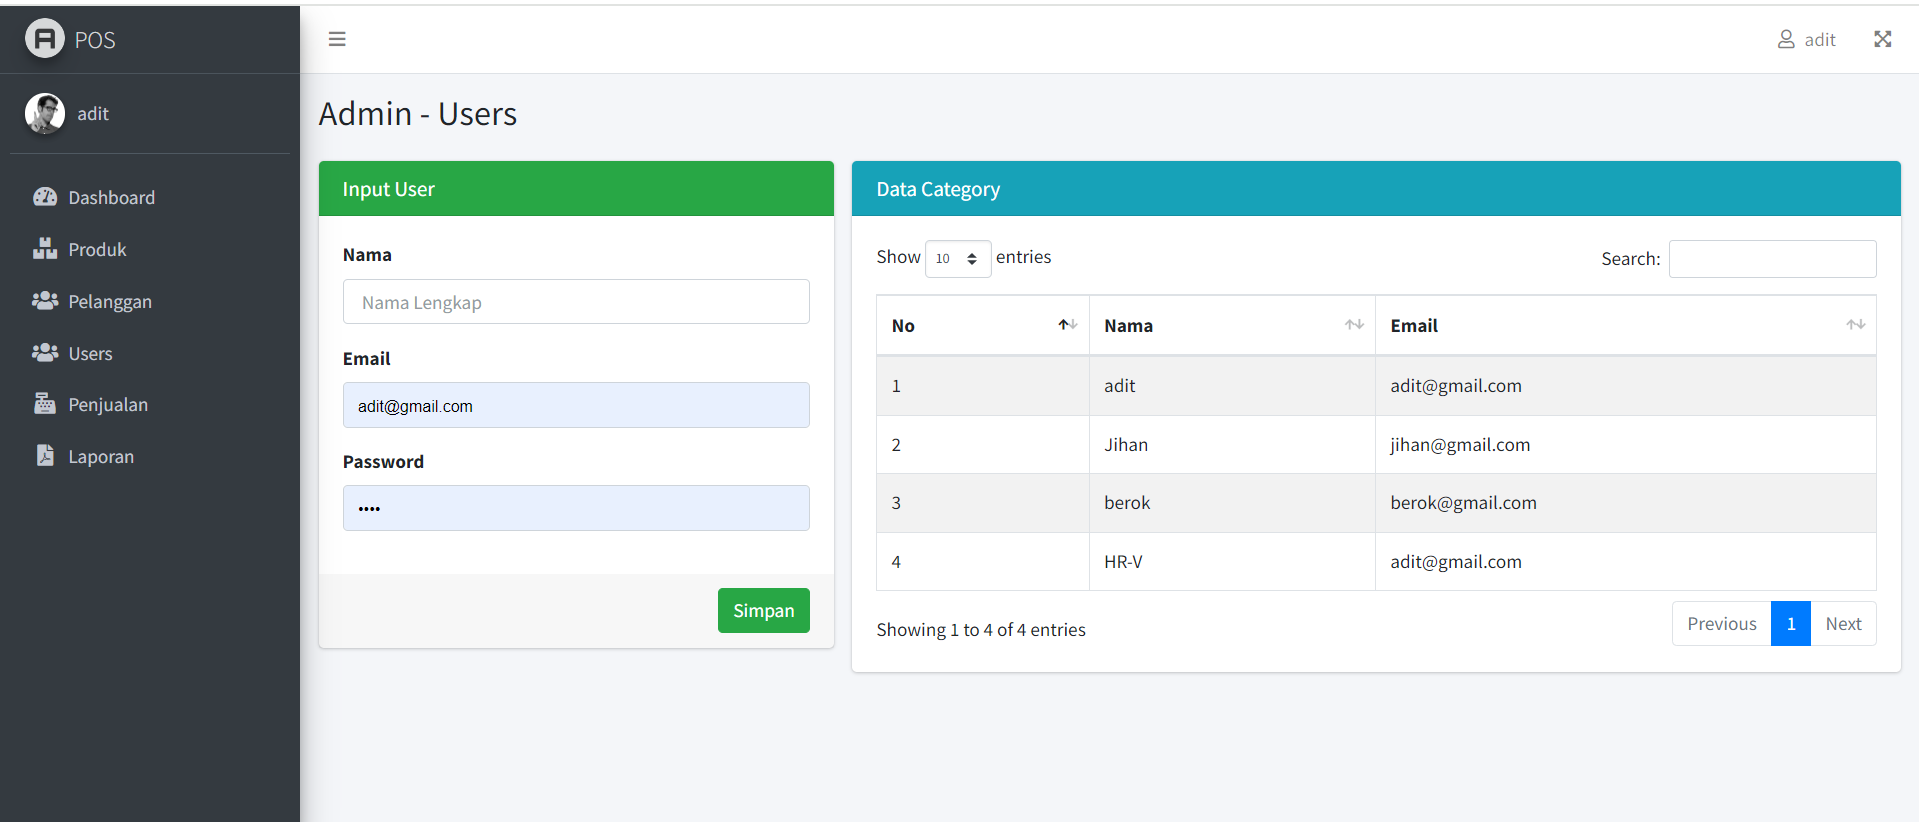 A POS
adit
Dashboard
Produk
Pelanggan
Users
Penjualan
Laporan
adit
Admin - Users
Input User
Nama
Nama Lengkap
Email
adit@gmail.com
Password
••••
Simpan
Data Category
Show 10 entries
Search:
No Nama Email
1 adit adit@gmail.com
2 Jihan jihan@gmail.com
3 berok berok@gmail.com
4 HR-V adit@gmail.com
Showing 1 to 4 of 4 entries
Previous 1 Next